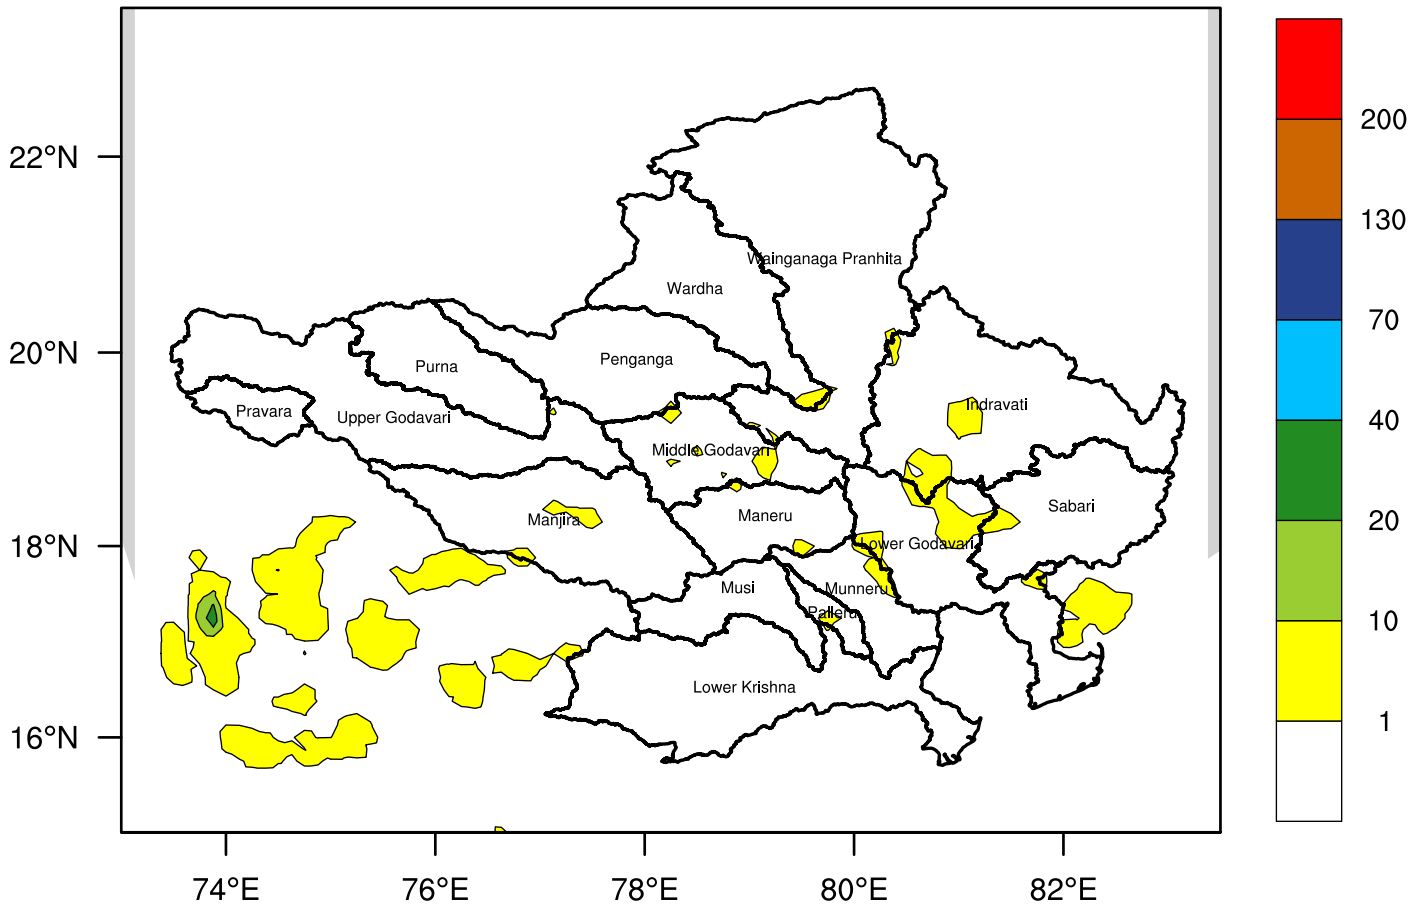 22°N
20°N
18°N
16°N
74°E
76°E
78°E
80°E
82°E
Wainganaga Pranhita
Wardha
Penganga
Purna
Pravara
Upper Godavari
Indravati
Middle Godavari
Manjira
Maneru
Sabari
Lower Godavari
Musi
Munneru
Palleru
Lower Krishna
200
130
70
40
20
10
1